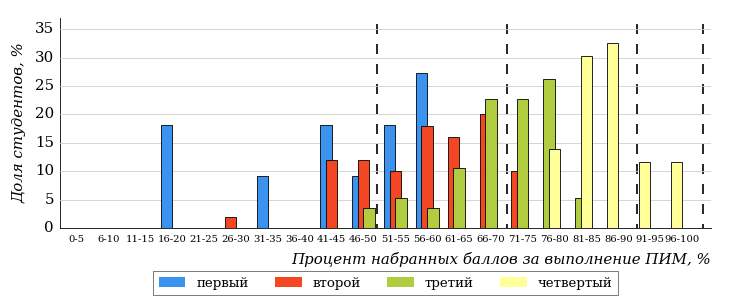 Доля студентов, %
35
30
25
20
15
10
5
0
0-5 6-10 11-15 16-20 21-25 26-30 31-35 36-40 41-45 46-50 51-55 56-60 61-65 66-70 71-75 76-80 81-85 86-90 91-95 96-100
Процент набранных баллов за выполнение ПИМ, %
первый второй третий четвертый